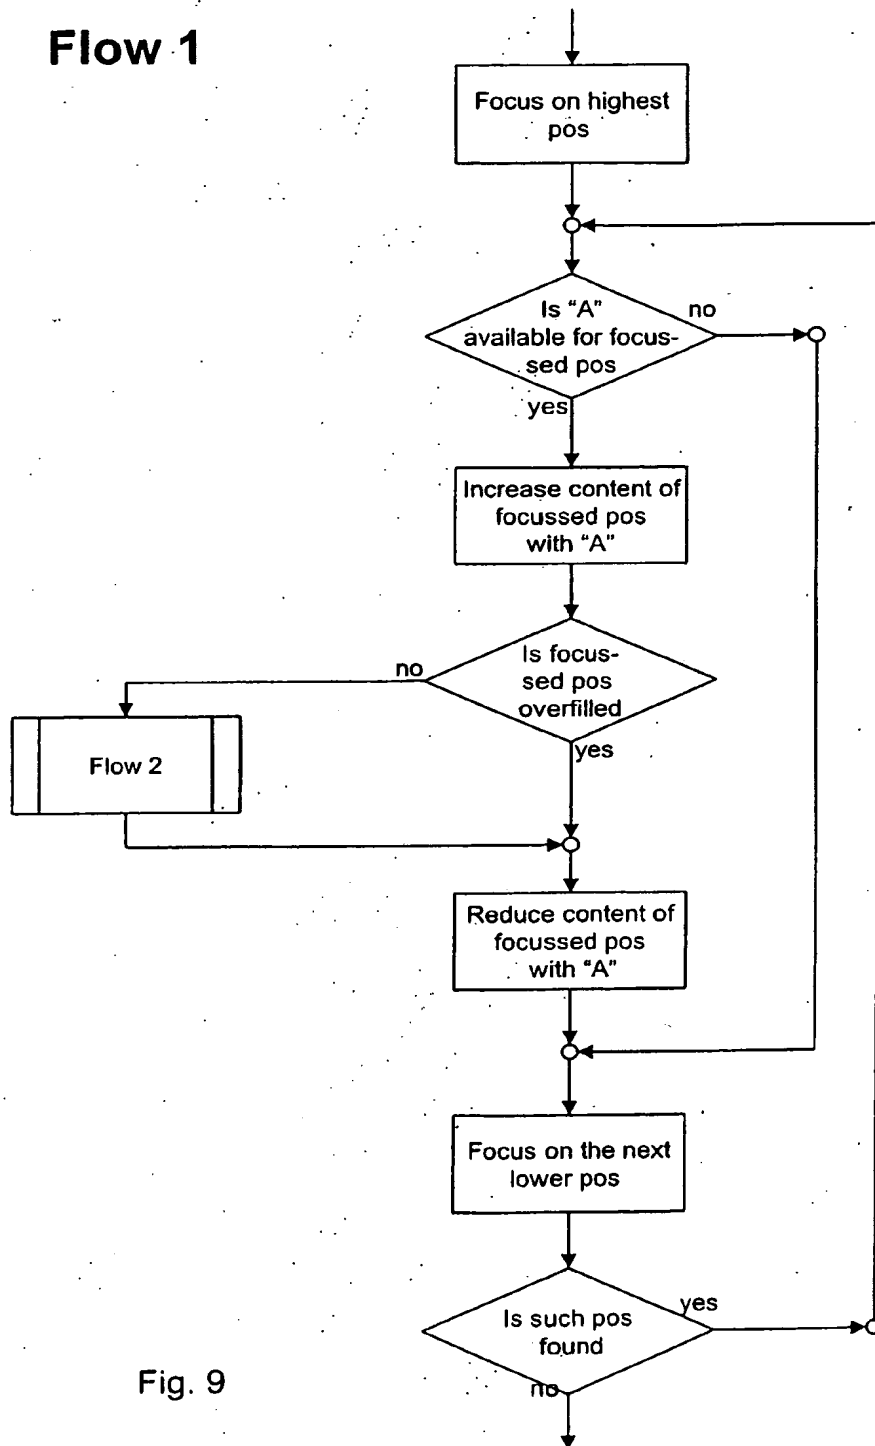 Flow 1
Focus on highest
pos
Is “A”
available for focus-
sed pos
no
yes
Increase content of
focussed pos
with “A”
Is focus-
sed pos
overfilled
no
yes
Flow 2
Reduce content of
focussed pos
with “A”
Focus on the next
lower pos
Is such pos
found
yes
no
Fig. 9